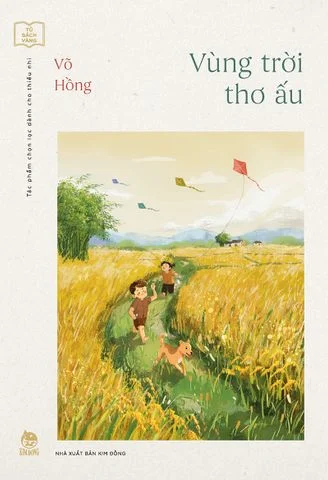 TỦ
SÁCH
VÀNG
Tác phẩm chọn lọc dành cho thiếu nhi
Võ
Hồng
Vùng trời
thơ ấu
KIM ĐỒNG
NHÀ XUẤT BẢN KIM ĐỒNG